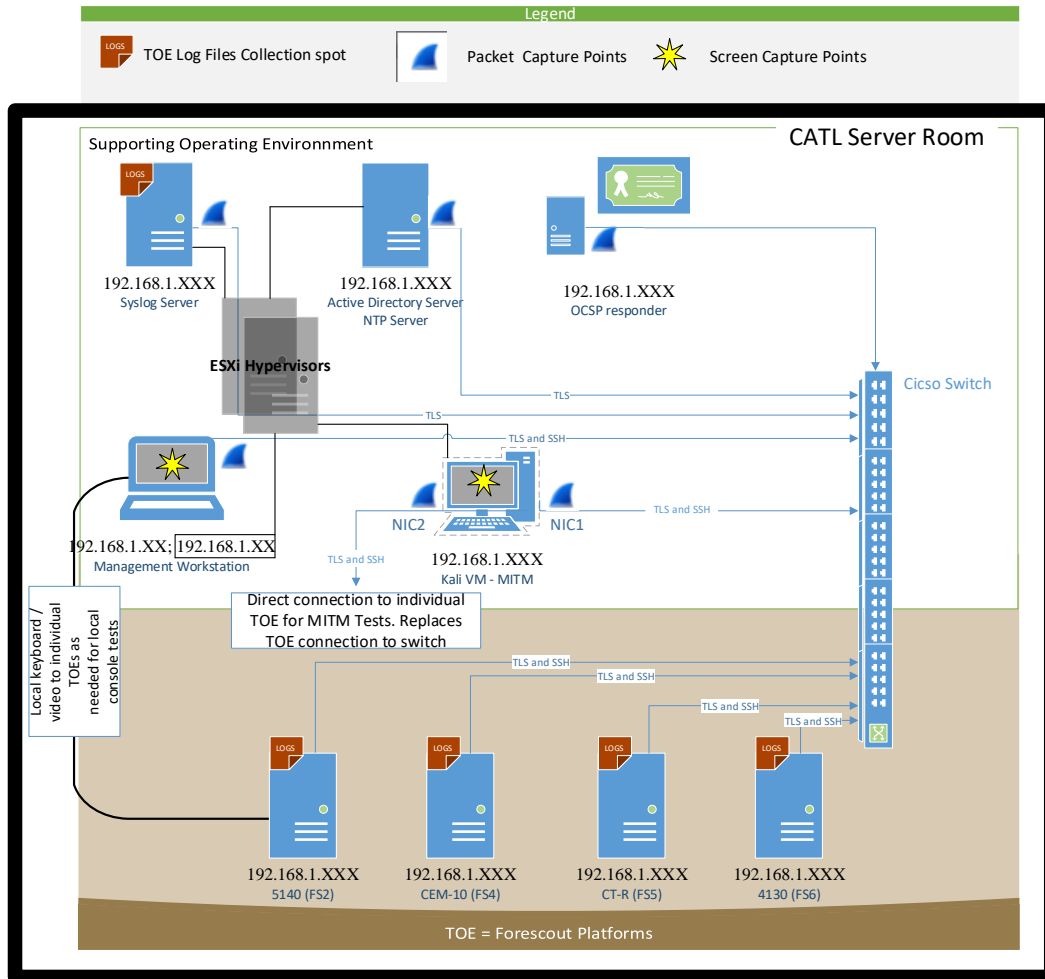 Legend
LOGS
TOE Log Files Collection spot
Packet Capture Points
Screen Capture Points
CATL Server Room
Supporting Operating Environnment
LOGS
192.168.1.XXX
Syslog Server
192.168.1.XXX
Active Directory Server
NTP Server
192.168.1.XXX
OCSP responder
ESXi Hypervisors
Cicso Switch
TLS
TLS
TLS and SSH
NIC2
NIC1
TLS and SSH
192.168.1.XX;
192.168.1.XX
Management Workstation
192.168.1.XXX
Kali VM - MITM
TLS and SSH
Direct connection to individual
TOE for MITM Tests. Replaces
TOE connection to switch
Local keyboard /
video to individual
TOEs as
needed for local
console tests
TLS and SSH
TLS and SSH
TLS and SSH
TLS and SSH
LOGS
LOGS
LOGS
LOGS
192.168.1.XXX
5140 (FS2)
192.168.1.XXX
CEM-10 (FS4)
192.168.1.XXX
CT-R (FS5)
192.168.1.XXX
4130 (FS6)
TOE = Forescout Platforms